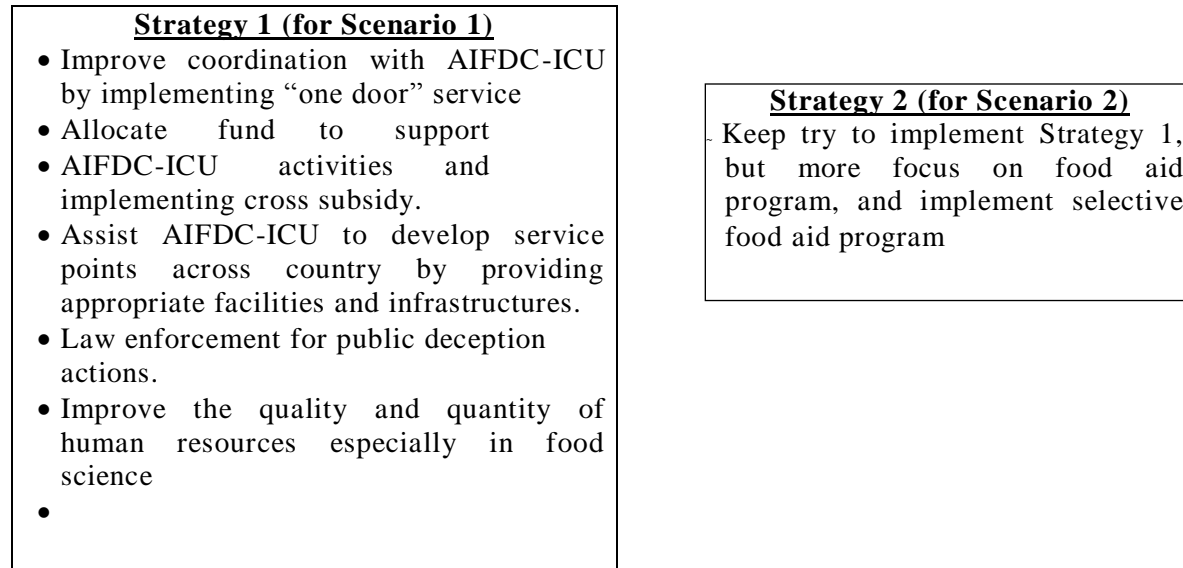 Strategy 1 (for Scenario 1)
• Improve coordination with AIFDC-ICU
by implementing “one door” service
• Allocate fund to support
• AIFDC-ICU activities and
implementing cross subsidy.
• Assist AIFDC-ICU to develop service
points across country by providing
appropriate facilities and infrastructures.
• Law enforcement for public deception
actions.
• Improve the quality and quantity of
human resources especially in food
science
•
Strategy 2 (for Scenario 2)
~ Keep try to implement Strategy 1,
but more focus on food aid
program, and implement selective
food aid program